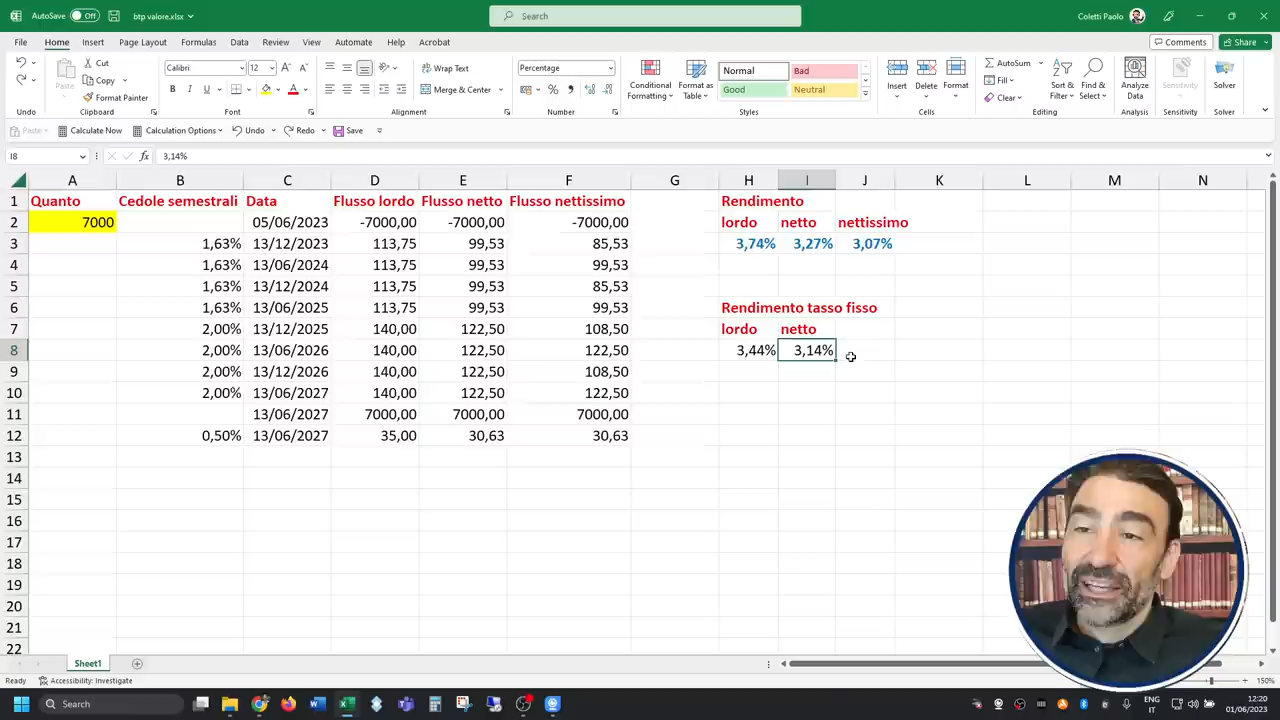 AutoSave Off btp valore.xlsx Search Coletti Paolo
File Home Insert Page Layout Formulas Data Review View Automate Help Acrobat Comments Share
Cut Calibri 12 Wrap Text Percentage Normal Bad AutoSum
Paste Copy Conditional Formatting Format as Table Good Neutral Insert Delete Format Fill Sort & Filter Find & Select Analyze Data Sensitivity Solver
Format Painter B I U A Merge & Center Clear
Undo Clipboard Font Alignment Number Styles Cells Editing Analysis Sensitivity Solver
Paste Calculate Now Calculation Options Undo Redo Save
I8 fx 3,14%
A B C D E F G H I J K L M N
1 Quanto Cedole semestrali Data Flusso lordo Flusso netto Flusso nettissimo Rendimento
2 7000 05/06/2023 -7000,00 -7000,00 -7000,00 lordo netto nettissimo
3 1,63% 13/12/2023 113,75 99,53 85,53 3,74% 3,27% 3,07%
4 1,63% 13/06/2024 113,75 99,53 99,53
5 1,63% 13/12/2024 113,75 99,53 85,53
6 1,63% 13/06/2025 113,75 99,53 99,53 Rendimento tasso fisso
7 2,00% 13/12/2025 140,00 122,50 108,50 lordo netto
8 2,00% 13/06/2026 140,00 122,50 122,50 3,44% 3,14%
9 2,00% 13/12/2026 140,00 122,50 108,50
10 2,00% 13/06/2027 140,00 122,50 122,50
11 13/06/2027 7000,00 7000,00 7000,00
12 0,50% 13/06/2027 35,00 30,63 30,63
13
14
15
16
17
18
19
20
21
22
Sheet1
Ready Accessibility: Investigate 150%
Search ENG 12:20
IT 01/06/2023